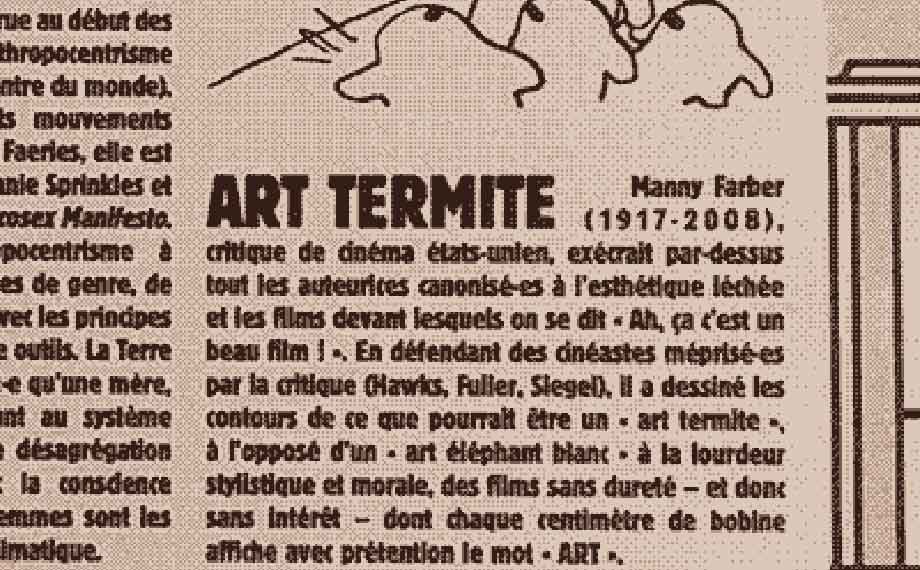 rue au début des
thropocentrisme
ntre du monde).
ts mouvements
Faeries, elle est
nnie Sprinkles et
cosex Manifesto.
pocentrisme à
es de genre, de
vec les principes
e outils. La Terre
·e qu'une mère,
ant au système
e désagrégation
la conscience
emmes sont les
limatique.
ART TERMITE Manny Farber
(1917-2008),
critique de cinéma états-unien, exécrait par-dessus
tout les auteurices canonisé·es à l'esthétique léchée
et les films devant lesquels on se dit « Ah, ça c'est un
beau film ! ». En défendant des cinéastes méprisé·es
par la critique (Hawks, Fuller, Siegel), il a dessiné les
contours de ce que pourrait être un « art termite »,
à l'opposé d'un « art éléphant blanc » à la lourdeur
stylistique et morale, des films sans dureté – et donc
sans intérêt – dont chaque centimètre de bobine
affiche avec prétention le mot « ART ».